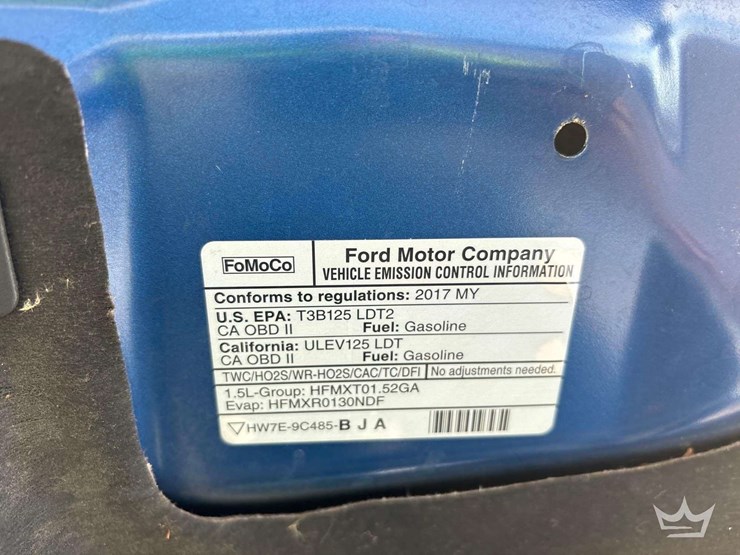 FoMoCo
Ford Motor Company
VEHICLE EMISSION CONTROL INFORMATION
Conforms to regulations: 2017 MY
U.S. EPA: T3B125 LDT2
CA OBD II Fuel: Gasoline
California: ULEV125 LDT
CA OBD II Fuel: Gasoline
TWC/HO2S/WR-HO2S/CAC/TC/DFI No adjustments needed.
1.5L-Group: HFMXT01.52GA
Evap: HFMXR0130NDF
HW7E-9C485-B J A